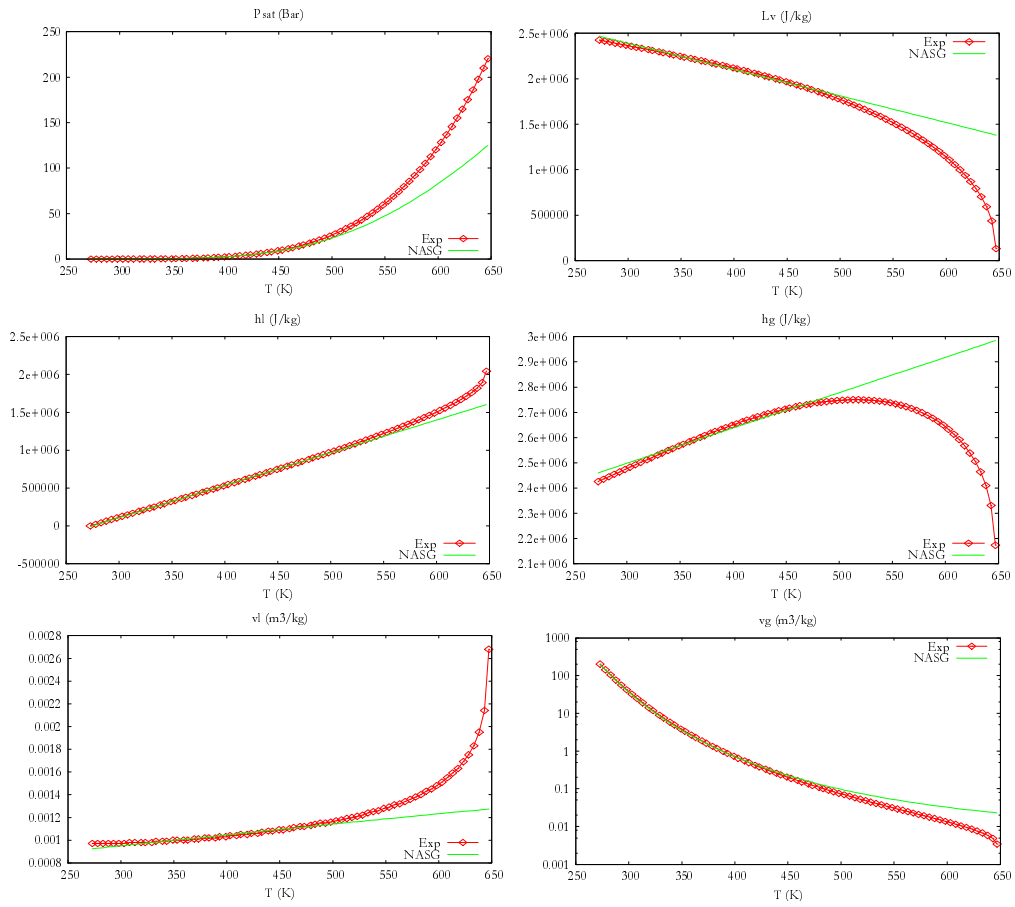 Psat (Bar)
250
200
150
100
50
0
Exp
NASG
250 300 350 400 450 500 550 600 650
T (K)
Lv (J/kg)
2.5e+006
2e+006
1.5e+006
1e+006
500000
0
Exp
NASG
250 300 350 400 450 500 550 600 650
T (K)
hl (J/kg)
2.5e+006
2e+006
1.5e+006
1e+006
500000
0
-500000
Exp
NASG
250 300 350 400 450 500 550 600 650
T (K)
hg (J/kg)
3e+006
2.9e+006
2.8e+006
2.7e+006
2.6e+006
2.5e+006
2.4e+006
2.3e+006
2.2e+006
2.1e+006
Exp
NASG
250 300 350 400 450 500 550 600 650
T (K)
vl (m3/kg)
0.0028
0.0026
0.0024
0.0022
0.002
0.0018
0.0016
0.0014
0.0012
0.001
0.0008
Exp
NASG
250 300 350 400 450 500 550 600 650
T (K)
vg (m3/kg)
1000
100
10
1
0.1
0.01
0.001
Exp
NASG
250 300 350 400 450 500 550 600 650
T (K)